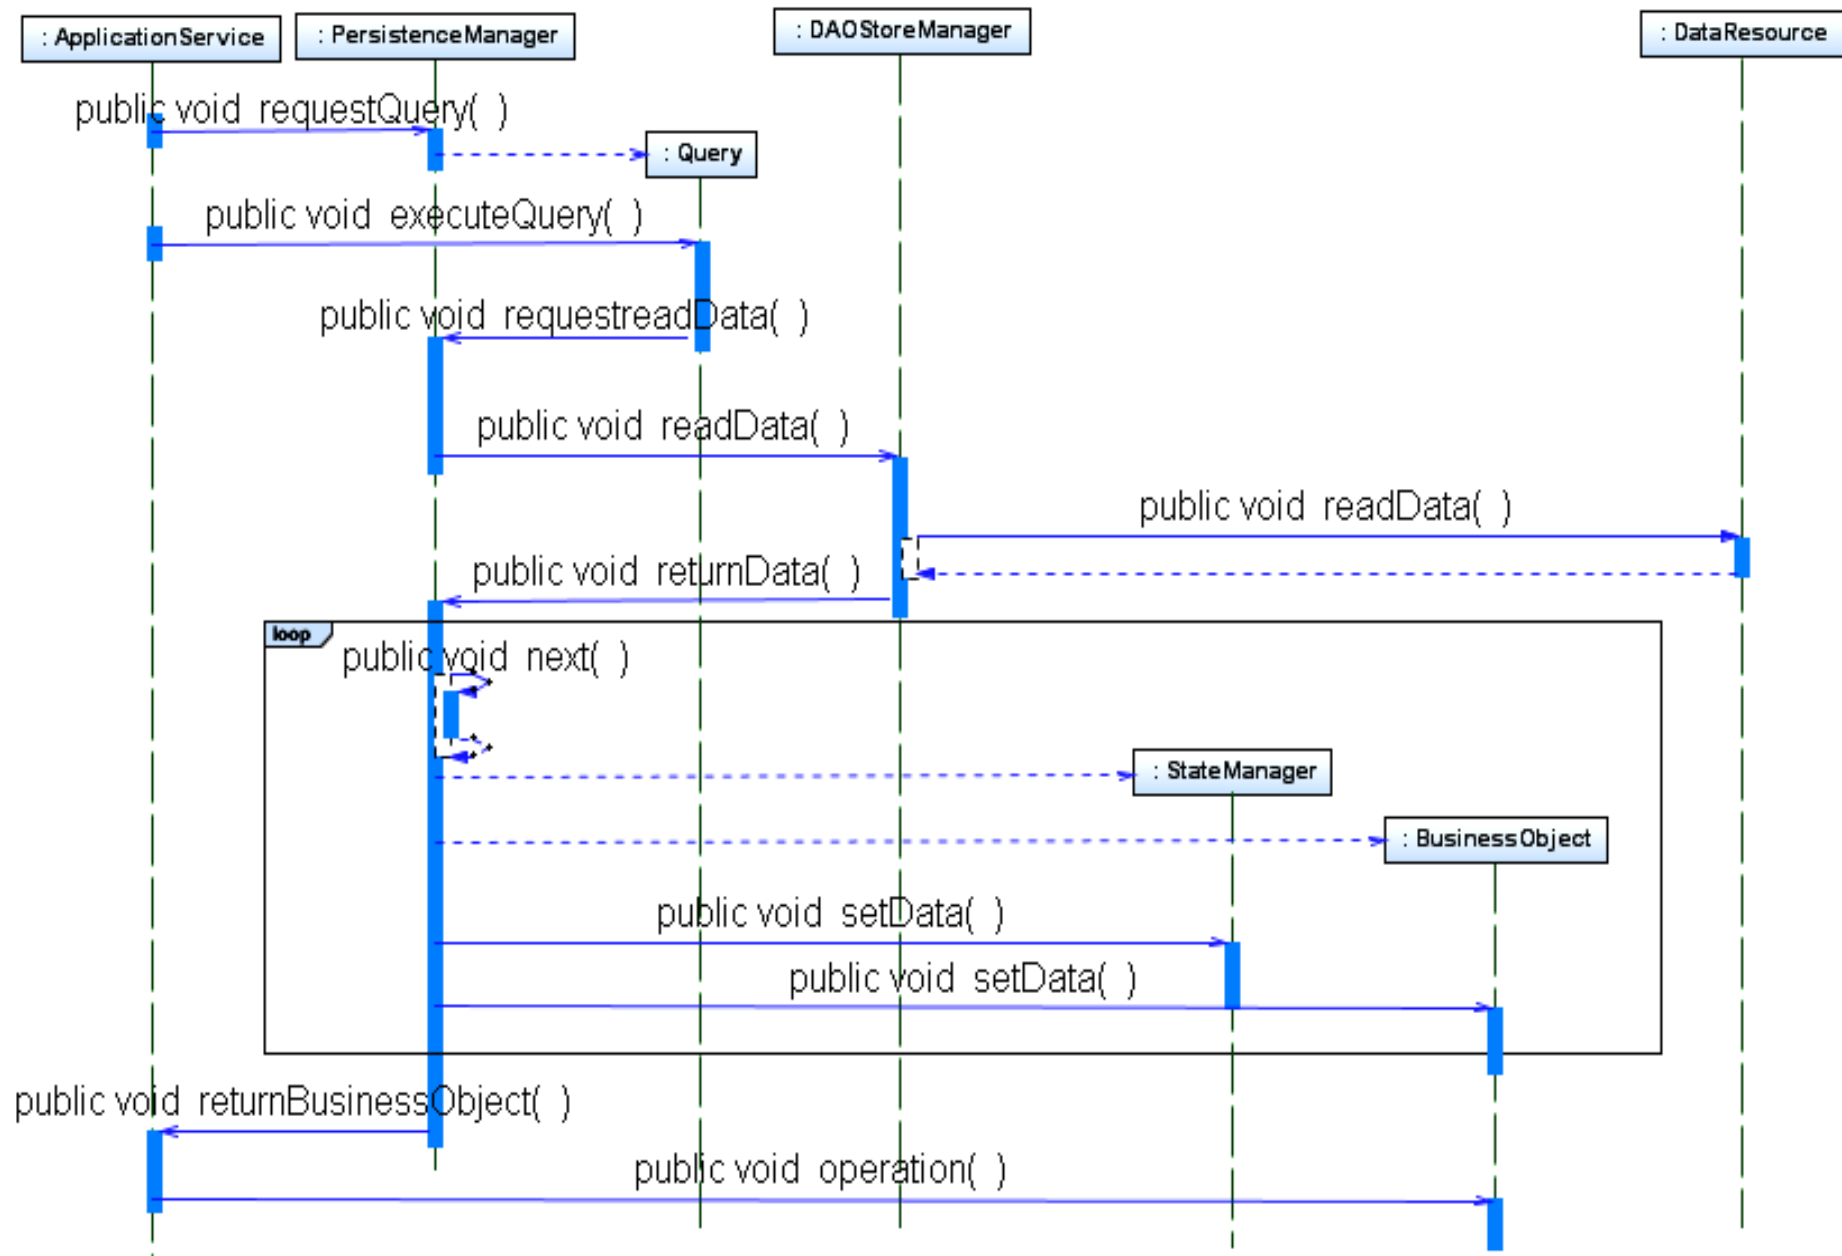 : ApplicationService
: PersistenceManager
: DAOStoreManager
: DataResource
public void requestQuery( )
: Query
public void executeQuery( )
public void requestreadData( )
public void readData( )
public void readData( )
public void returnData( )
loop
public void next( )
: StateManager
: BusinessObject
public void setData( )
public void setData( )
public void returnBusinessObject( )
public void operation( )